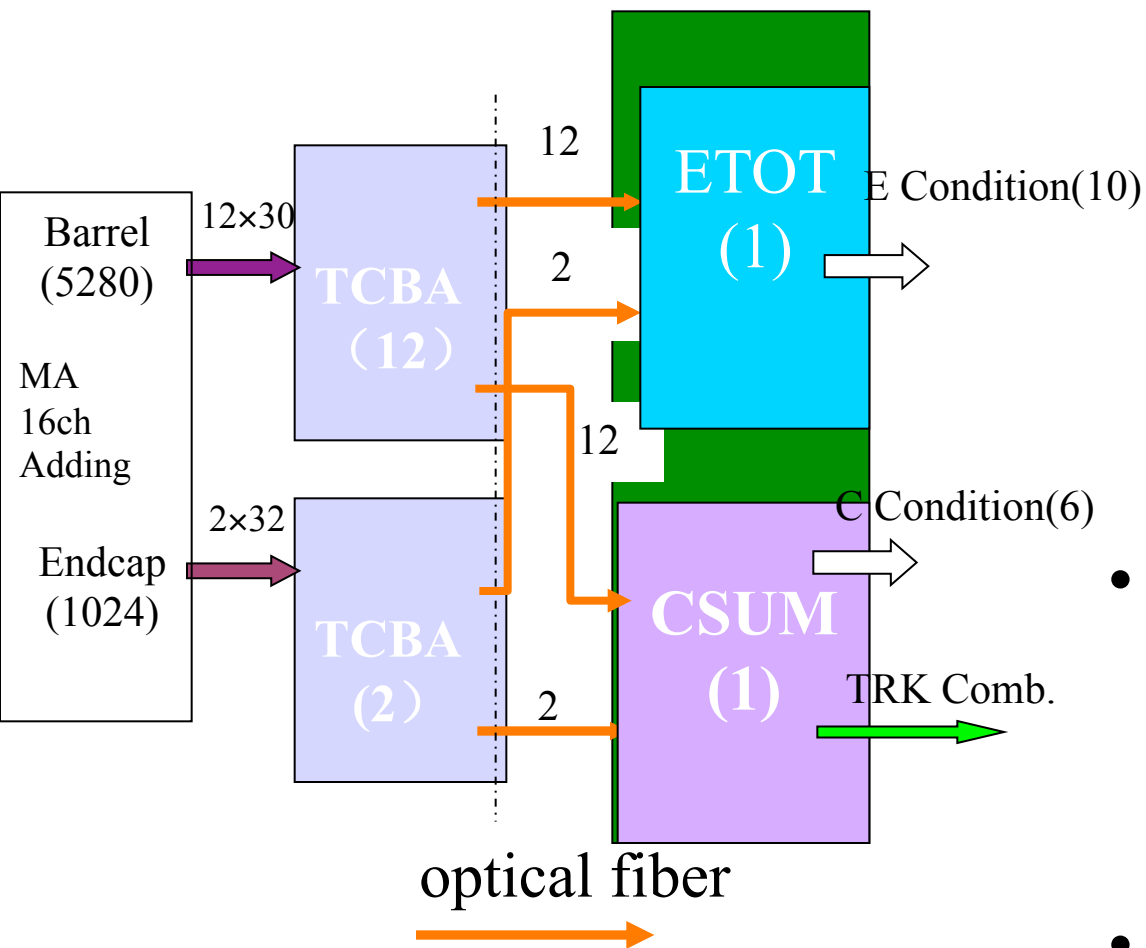 Barrel
(5280)
MA
16ch
Adding
Endcap
(1024)
12×30
2×32
TCBA
（12）
TCBA
(2）
12
2
12
2
ETOT
(1)
E Condition(10)
C Condition(6)
CSUM
(1)
TRK Comb.
optical fiber
•
•